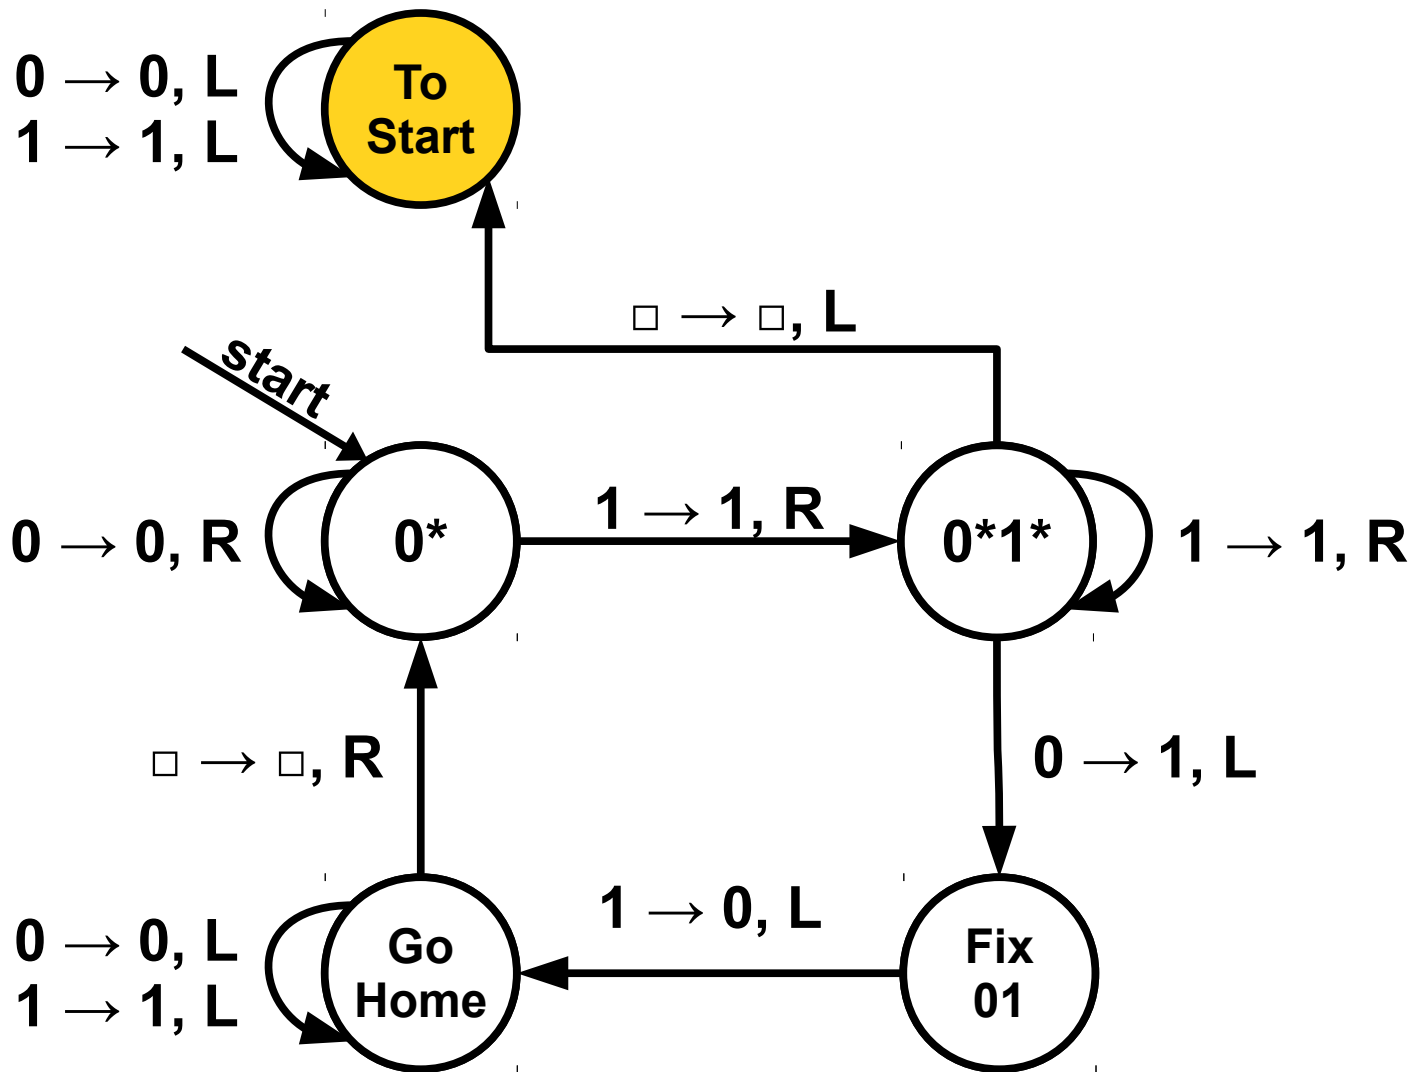 To
Start
0 → 0, L
1 → 1, L
□ → □, L
start
0 → 0, R
0*
1 → 1, R
0*1*
1 → 1, R
□ → □, R
0 → 1, L
0 → 0, L
1 → 1, L
Go
Home
1 → 0, L
Fix
01